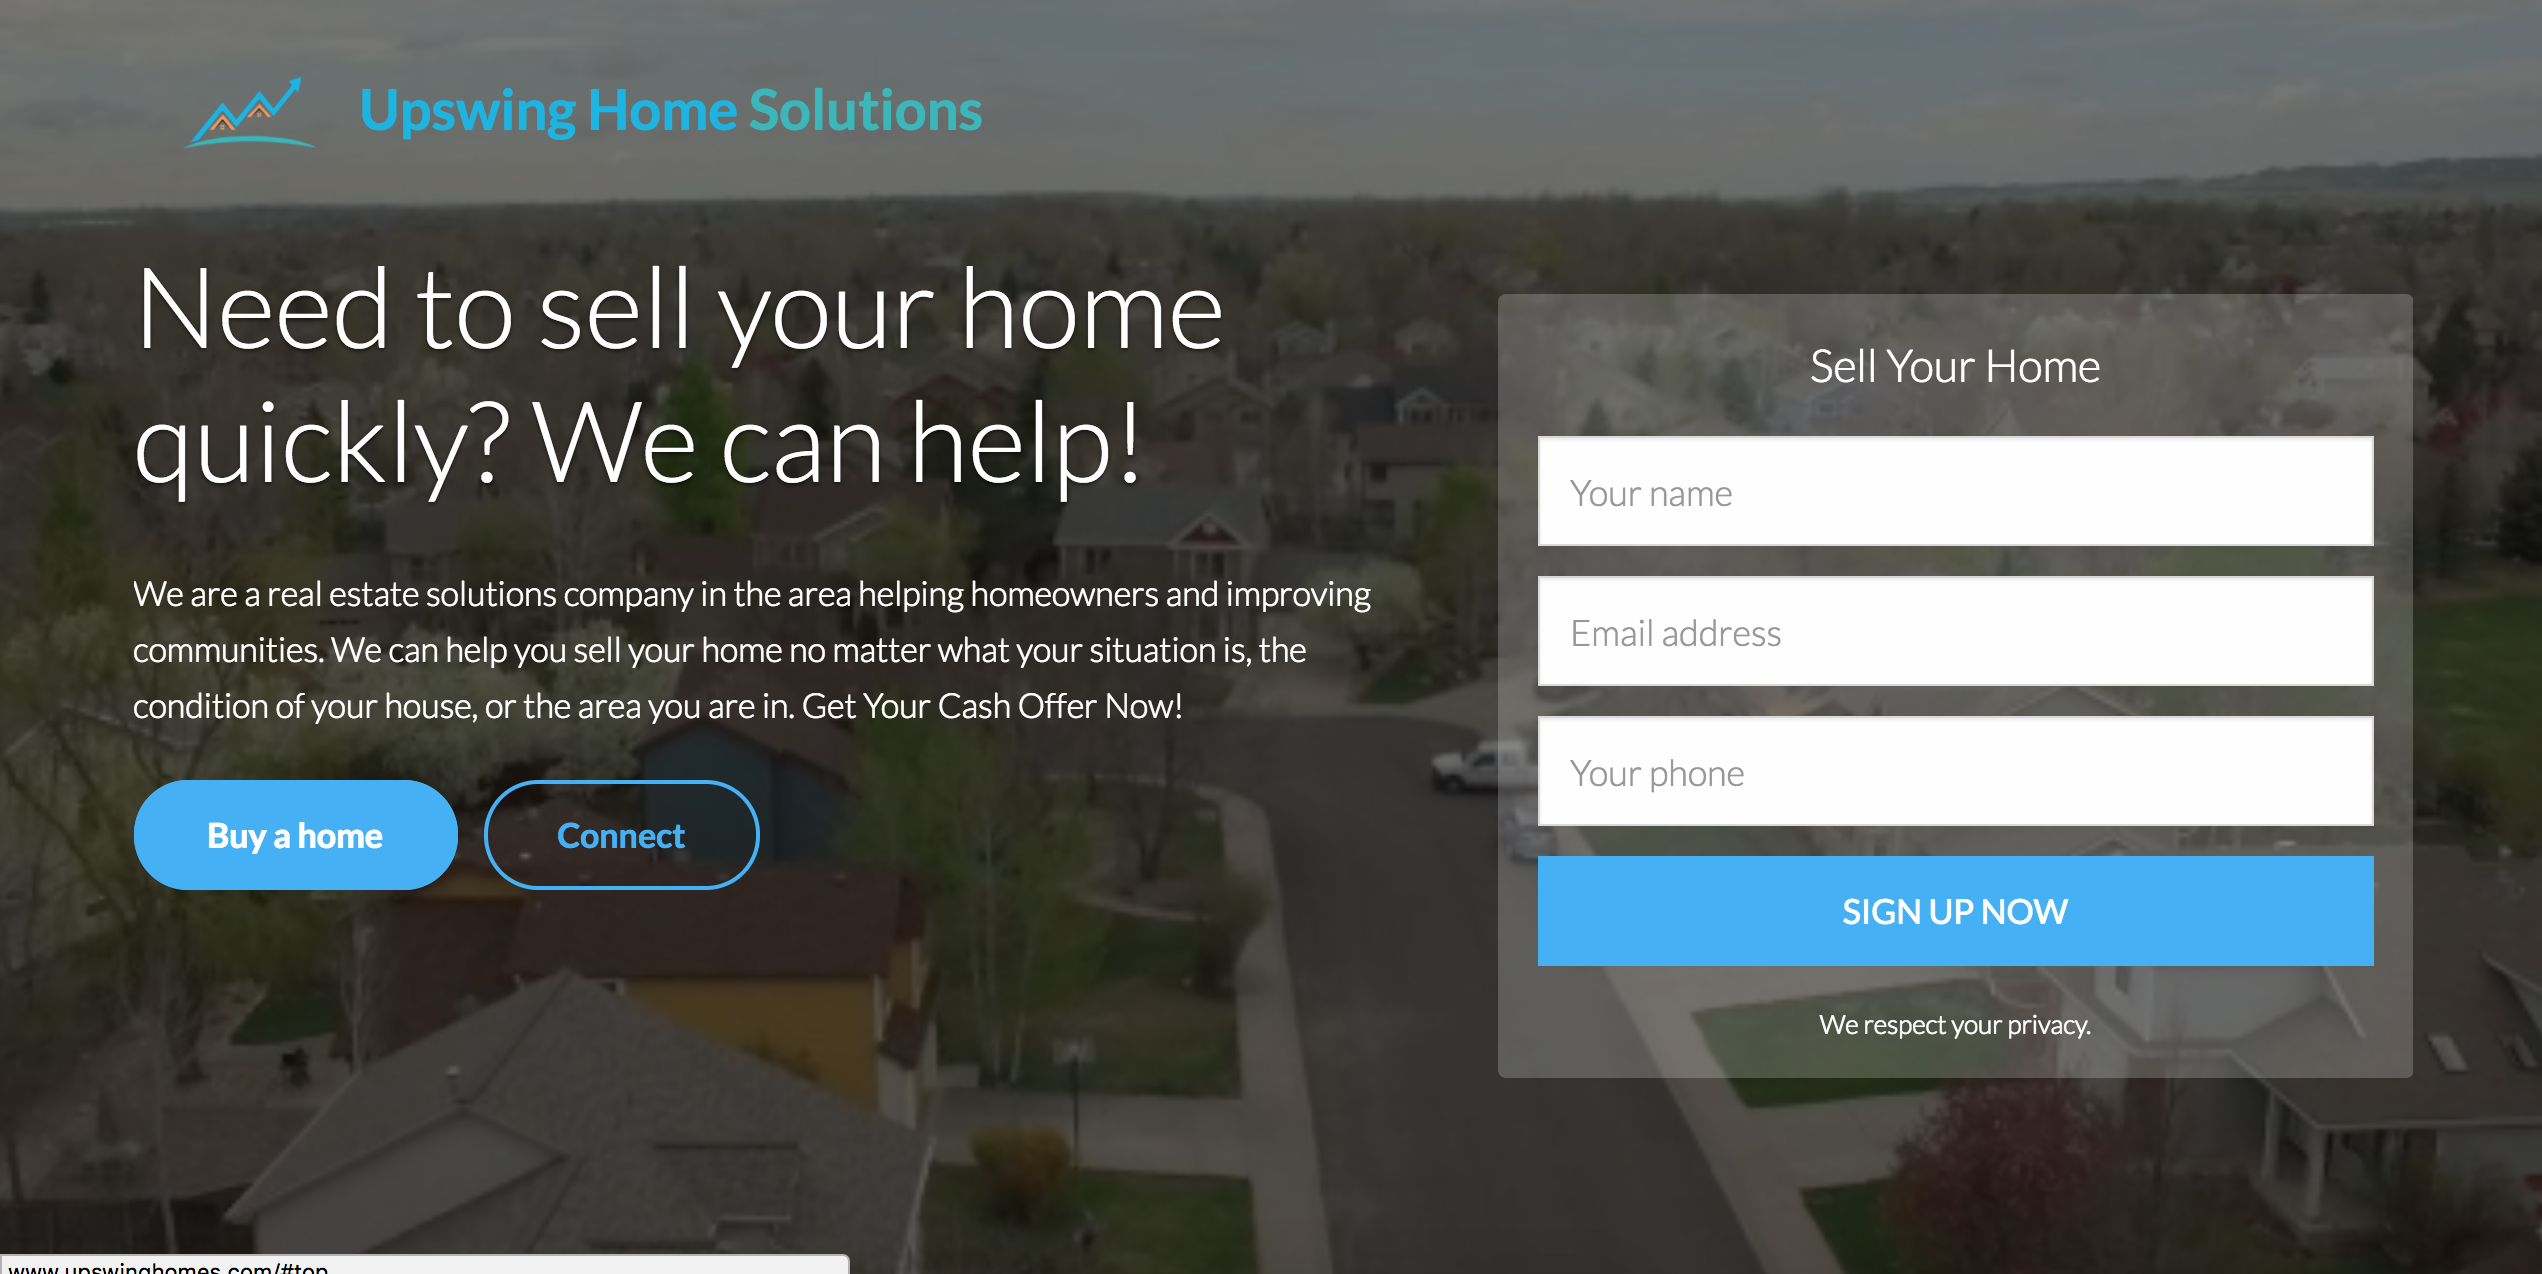 Upswing Home Solutions
Need to sell your home
quickly? We can help!
We are a real estate solutions company in the area helping homeowners and improving
communities. We can help you sell your home no matter what your situation is, the
condition of your house, or the area you are in. Get Your Cash Offer Now!
Buy a home
Connect
Sell Your Home
Your name
Email address
Your phone
SIGN UP NOW
We respect your privacy.
www.upswinghomes.com/#top